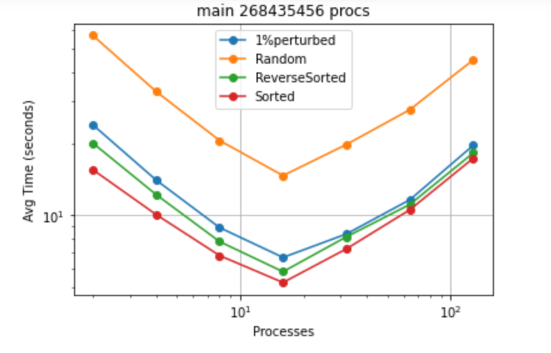 main 268435456 procs
1%perturbed
Random
ReverseSorted
Sorted
Avg Time (seconds)
10¹
10¹
10²
Processes